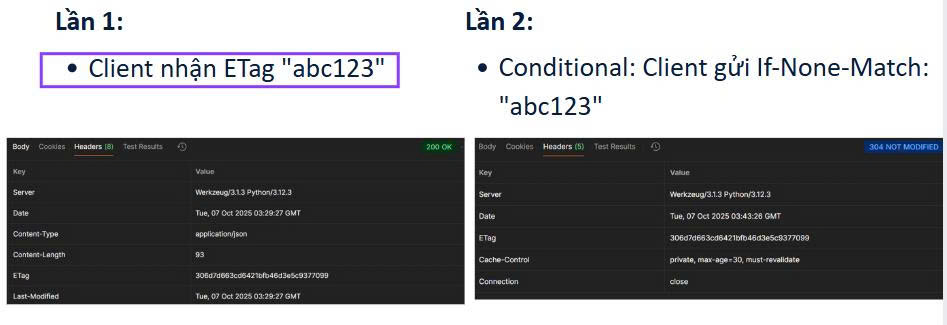 Lần 1:
• Client nhận ETag "abc123"
Body Cookies Headers (8) Test Results 200 OK
Key Value
Server Werkzeug/3.1.3 Python/3.12.3
Date Tue, 07 Oct 2025 03:29:27 GMT
Content-Type application/json
Content-Length 93
ETag 306d7d663cd6421bfb46d3e5c9377099
Last-Modified Tue, 07 Oct 2025 03:29:27 GMT
Lần 2:
• Conditional: Client gửi If-None-Match:
"abc123"
Body Cookies Headers (5) Test Results 304 NOT MODIFIED
Key Value
Server Werkzeug/3.1.3 Python/3.12.3
Date Tue, 07 Oct 2025 03:43:26 GMT
ETag 306d7d663cd6421bfb46d3e5c9377099
Cache-Control private, max-age=30, must-revalidate
Connection close